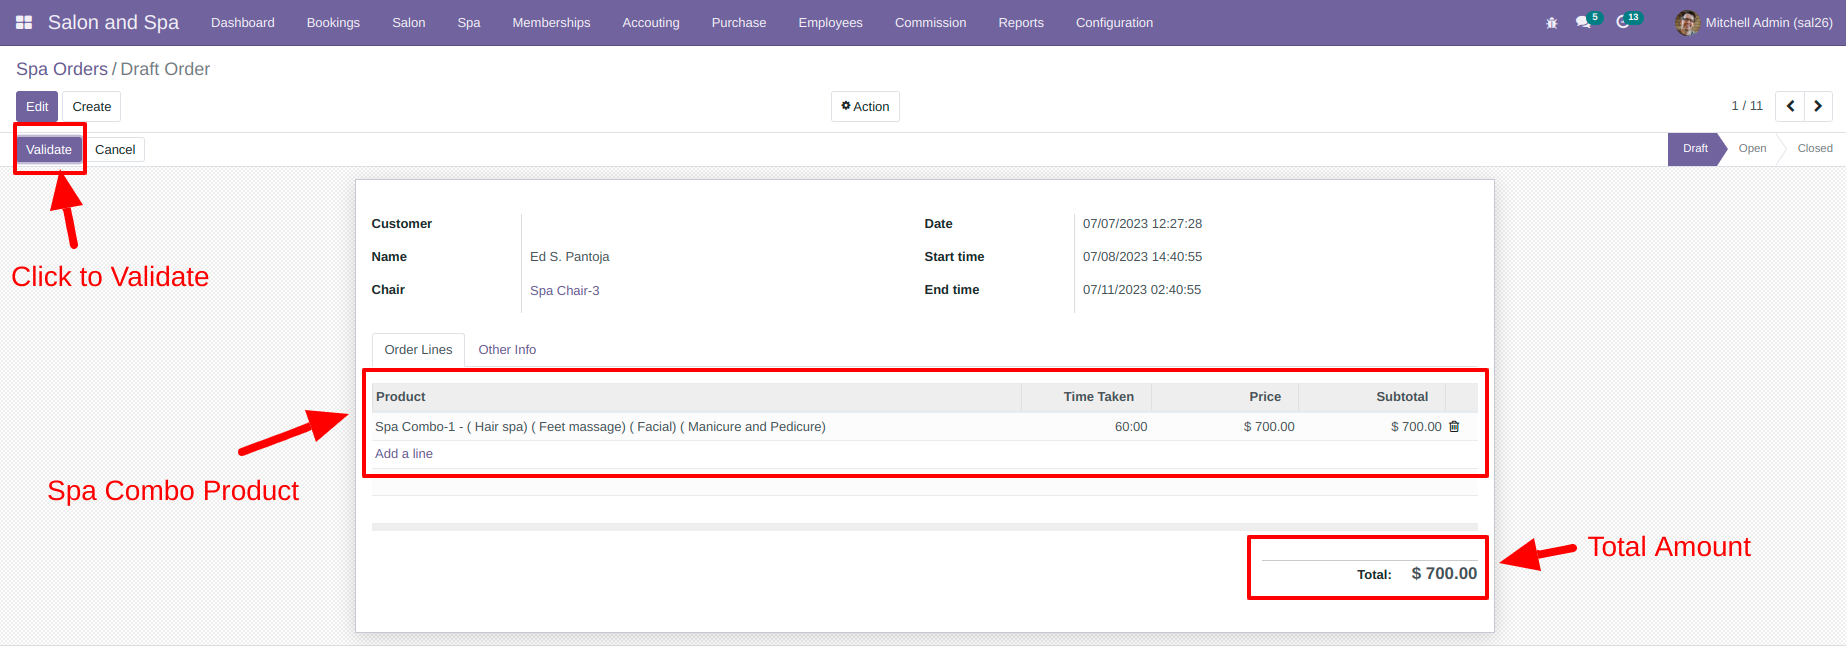 Salon and Spa Dashboard Bookings Salon Spa Memberships Accouting Purchase Employees Commission Reports Configuration 5 13 Mitchell Admin (sal26)
Spa Orders / Draft Order
Edit Create Action 1 / 11
Validate Cancel Draft Open Closed
Click to Validate
Customer Date 07/07/2023 12:27:28
Name Ed S. Pantoja Start time 07/08/2023 14:40:55
Chair Spa Chair-3 End time 07/11/2023 02:40:55
Order Lines Other Info
Product Time Taken Price Subtotal
Spa Combo-1 - ( Hair spa) ( Feet massage) ( Facial) ( Manicure and Pedicure) 60:00 $ 700.00 $ 700.00
Add a line
Spa Combo Product
Total Amount
Total: $ 700.00